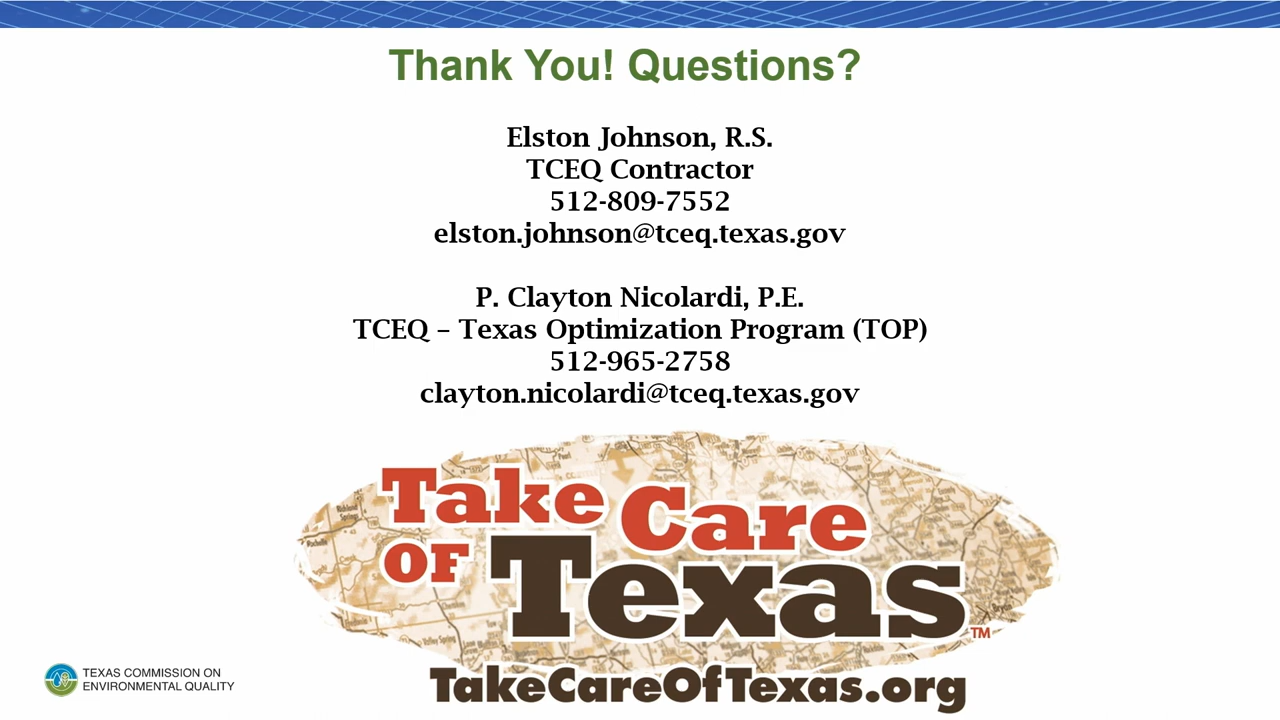 Thank You! Questions?
Elston Johnson, R.S.
TCEQ Contractor
512-809-7552
elston.johnson@tceq.texas.gov
P. Clayton Nicolardi, P.E.
TCEQ – Texas Optimization Program (TOP)
512-965-2758
clayton.nicolardi@tceq.texas.gov
Take Care
OF Texas™
TakeCareOfTexas.org
TEXAS COMMISSION ON
ENVIRONMENTAL QUALITY